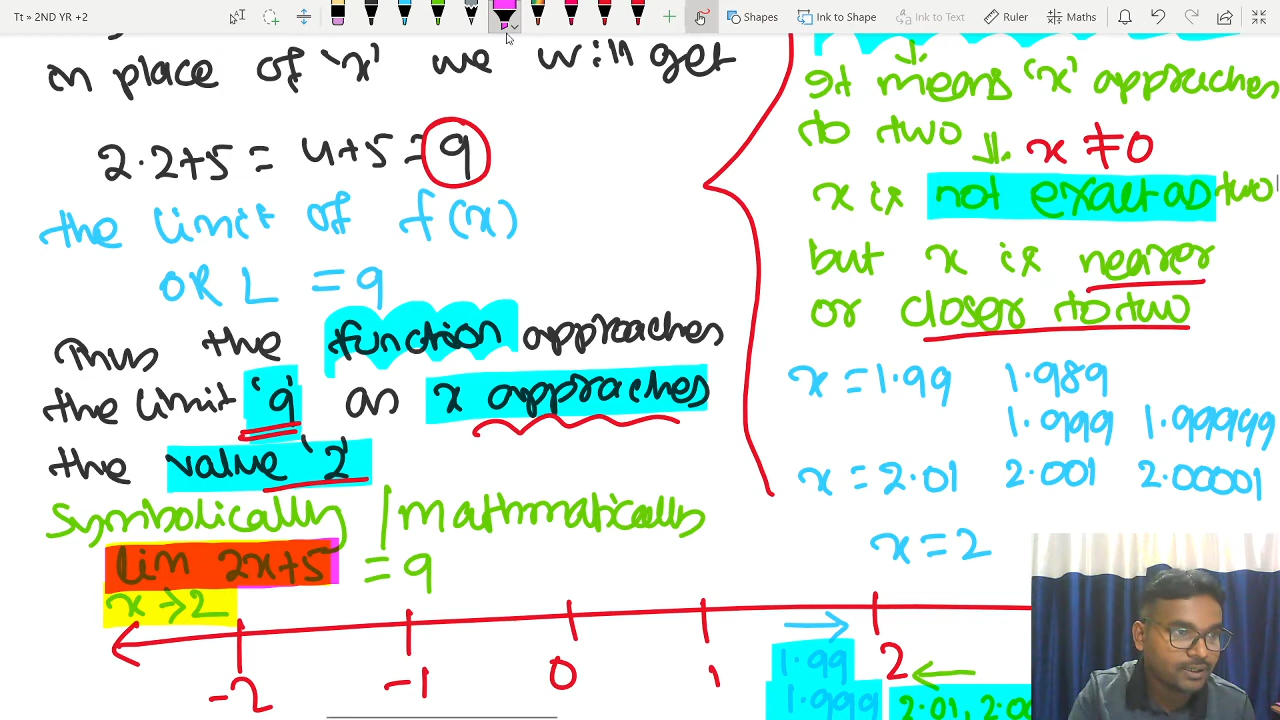 Tt » 2ND YR +2
Shapes
Ink to Shape
Ink to Text
Ruler
Maths
in place of 'x' we will get
2·2+5 = 4+5 = 9
the limit of f(x)
OR L = 9
Thus the function approaches
the limit '9' as x approaches
the value '2'
Symbolically / mathmatically
lim 2x+5 = 9
x→2
It means 'x' approaches
to two
x ≠ 0
x is not exact as two
but x is nearer
or closer to two
x = 1.99 1.989
1.999 1.99999
x = 2.01 2.001 2.00001
x = 2
-2 -1 0 1 2
1.99
1.999
2.01,